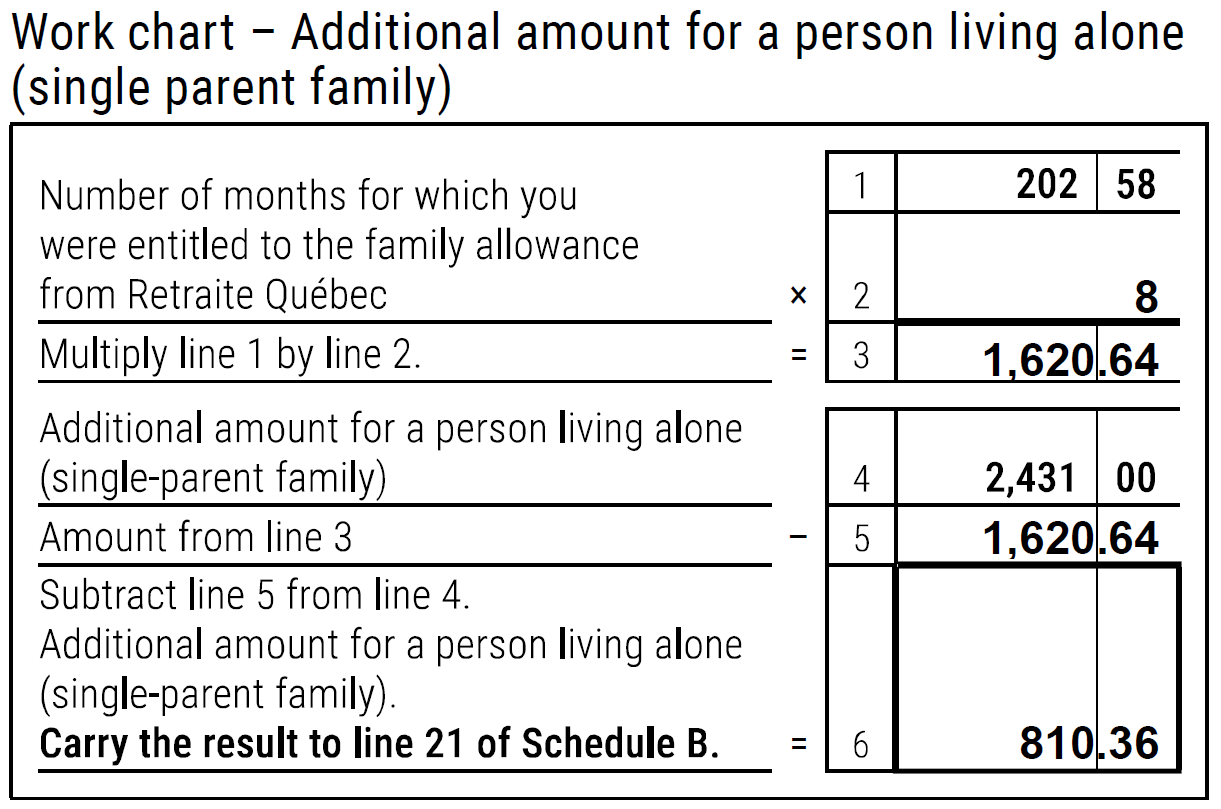 Work chart – Additional amount for a person living alone
(single parent family)
1 202 58
Number of months for which you
were entitled to the family allowance
from Retraite Québec × 2 8
Multiply line 1 by line 2. = 3 1,620.64
Additional amount for a person living alone
(single-parent family) 4 2,431 00
Amount from line 3 – 5 1,620.64
Subtract line 5 from line 4.
Additional amount for a person living alone
(single-parent family).
Carry the result to line 21 of Schedule B. = 6 810.36